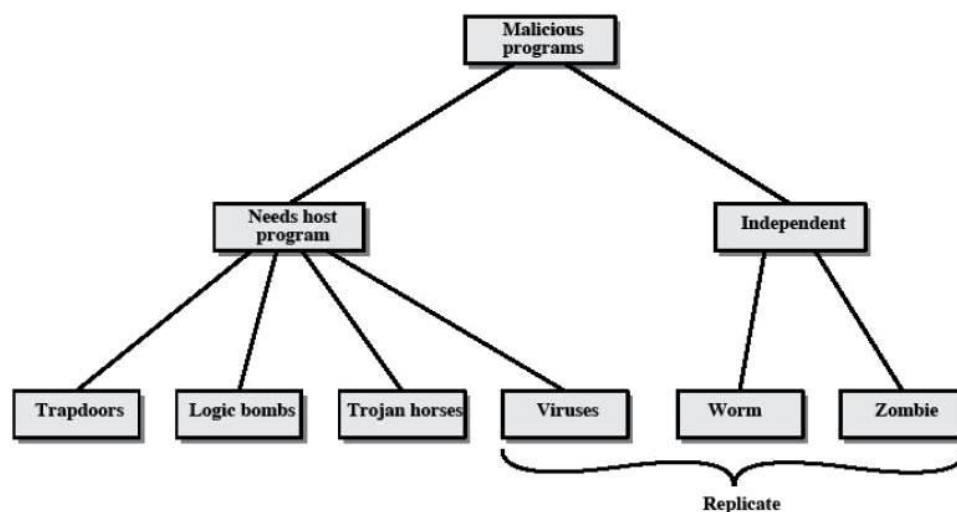 Malicious
programs
Needs host
program
Independent
Trapdoors
Logic bombs
Trojan horses
Viruses
Worm
Zombie
Replicate